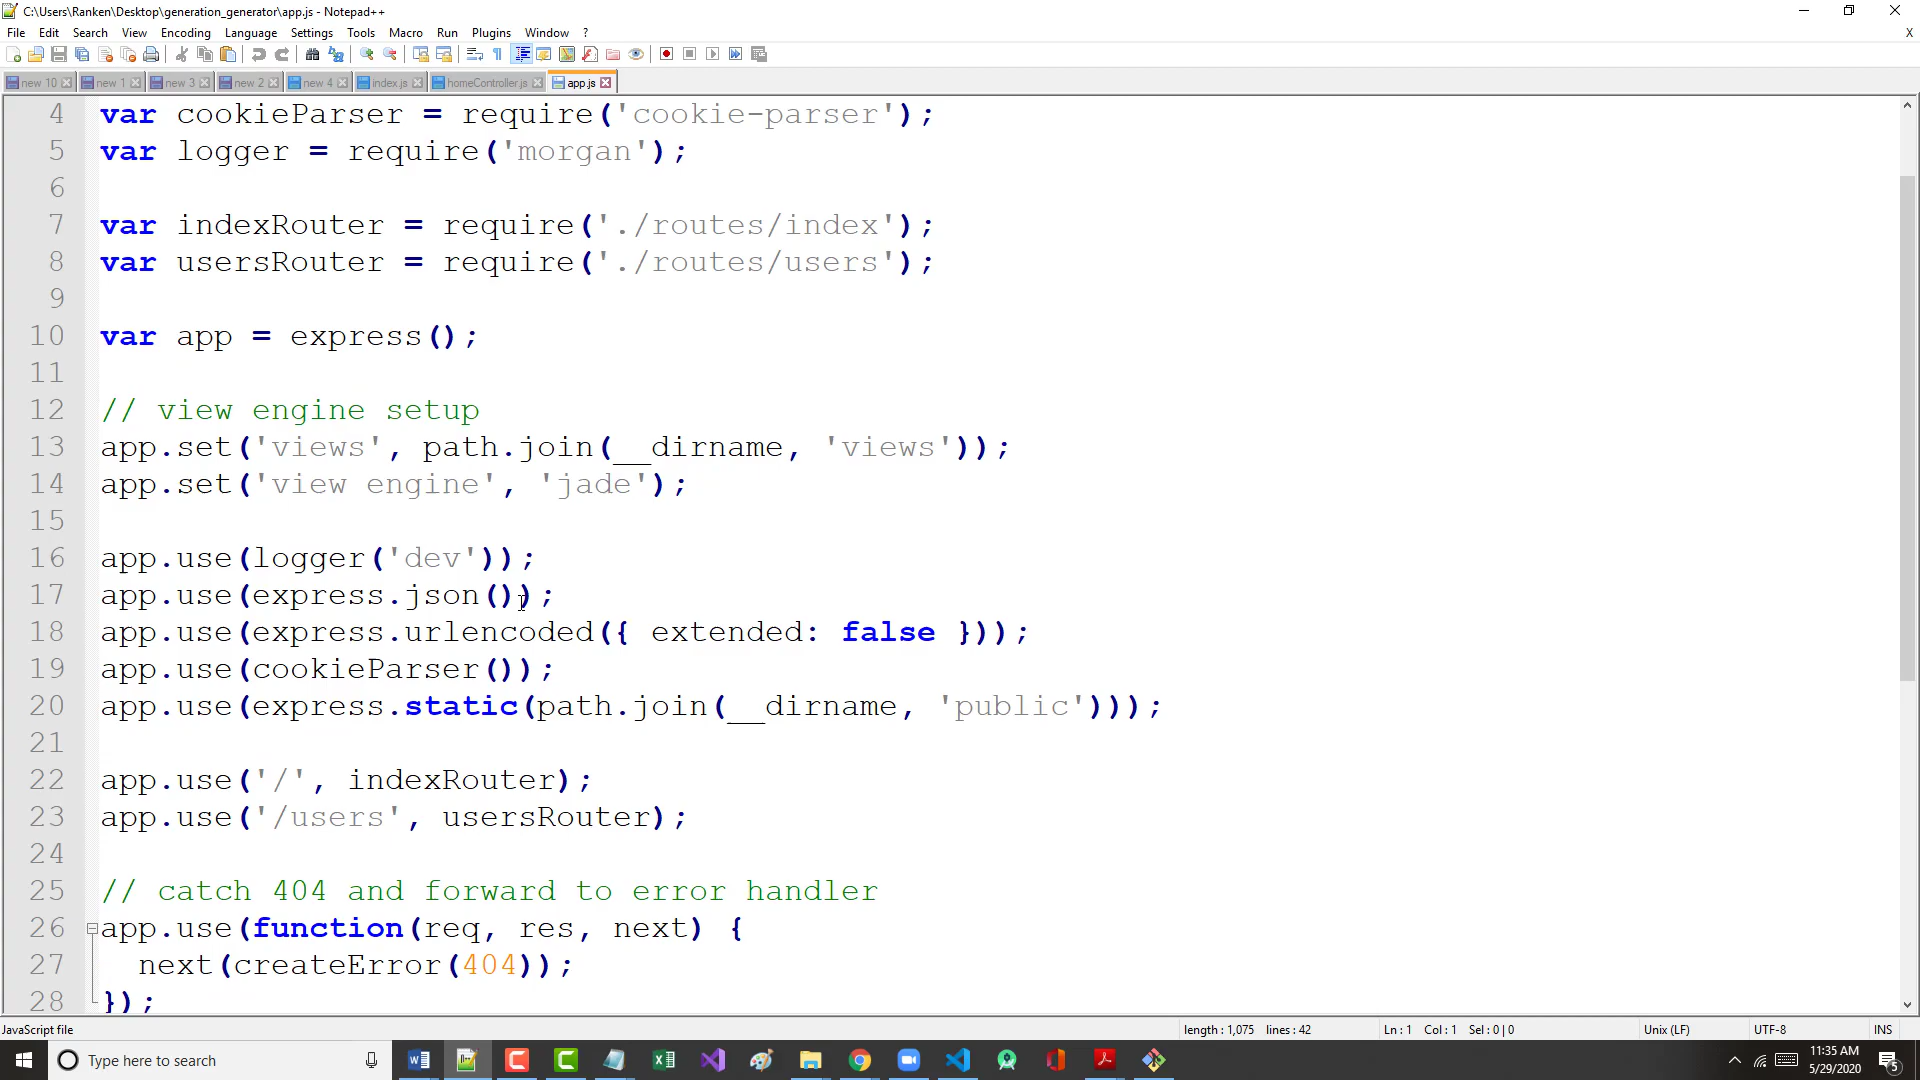 C:\Users\Ranken\Desktop\generation_generator\app.js - Notepad++
File Edit Search View Encoding Language Settings Tools Macro Run Plugins Window ? X
new 10 new 1 new 3 new 2 new 4 index.js homeController.js app.js
4 var cookieParser = require('cookie-parser');
5 var logger = require('morgan');
6
7 var indexRouter = require('./routes/index');
8 var usersRouter = require('./routes/users');
9
10 var app = express();
11
12 // view engine setup
13 app.set('views', path.join(__dirname, 'views'));
14 app.set('view engine', 'jade');
15
16 app.use(logger('dev'));
17 app.use(express.json());
18 app.use(express.urlencoded({ extended: false }));
19 app.use(cookieParser());
20 app.use(express.static(path.join(__dirname, 'public')));
21
22 app.use('/', indexRouter);
23 app.use('/users', usersRouter);
24
25 // catch 404 and forward to error handler
26 app.use(function(req, res, next) {
27   next(createError(404));
28 });
JavaScript file length : 1,075 lines : 42 Ln : 1 Col : 1 Sel : 0 | 0 Unix (LF) UTF-8 INS
Type here to search
11:35 AM
5/29/2020
5